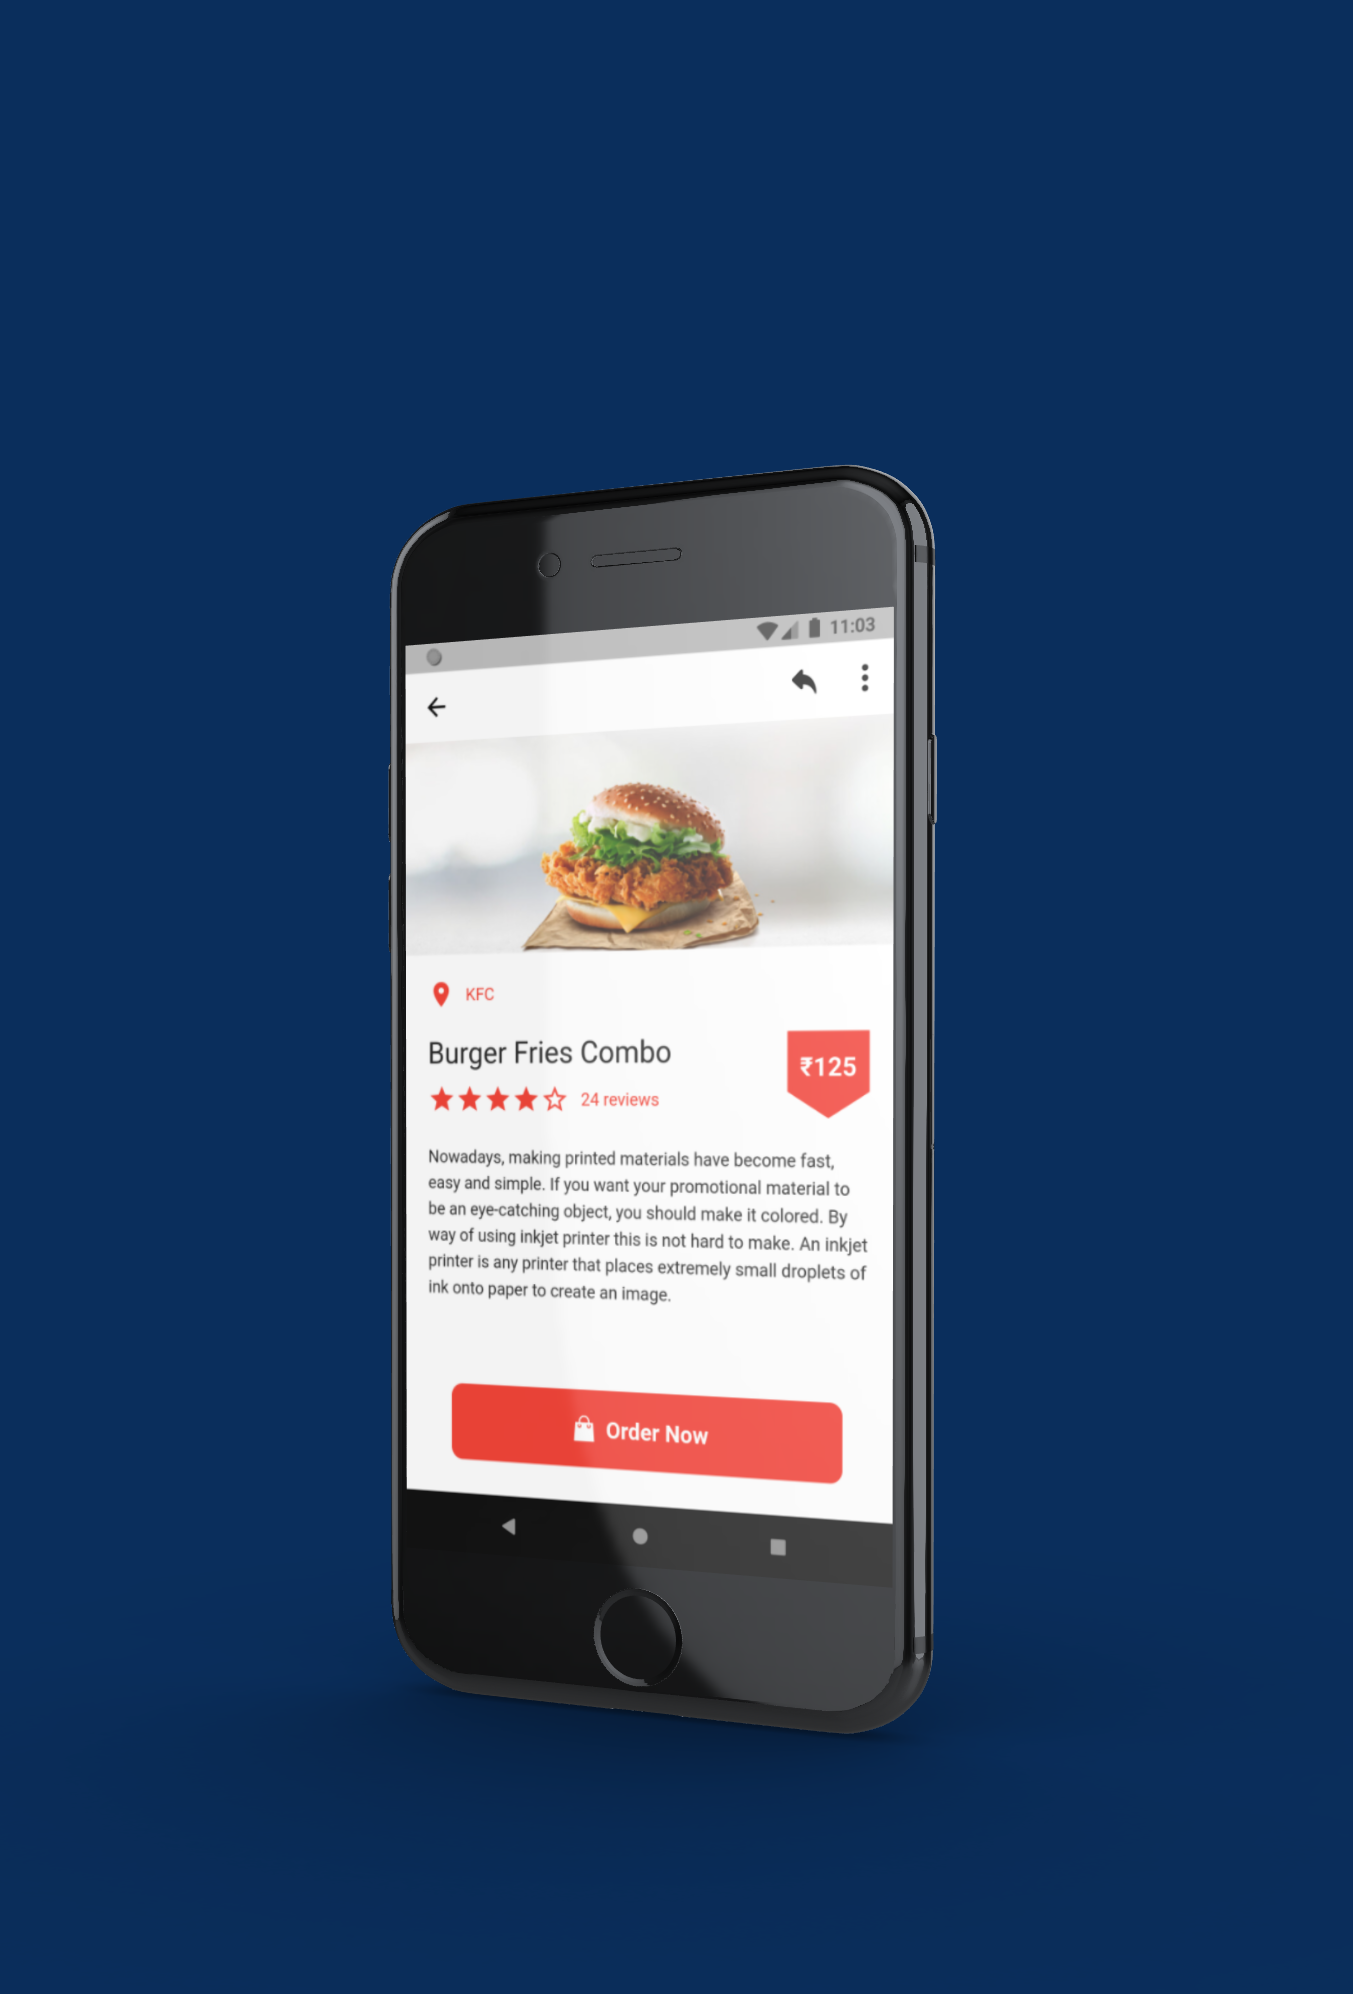 11:03
KFC
Burger Fries Combo
₹125
24 reviews
Nowadays, making printed materials have become fast,
easy and simple. If you want your promotional material to
be an eye-catching object, you should make it colored. By
way of using inkjet printer this is not hard to make. An inkjet
printer is any printer that places extremely small droplets of
ink onto paper to create an image.
Order Now